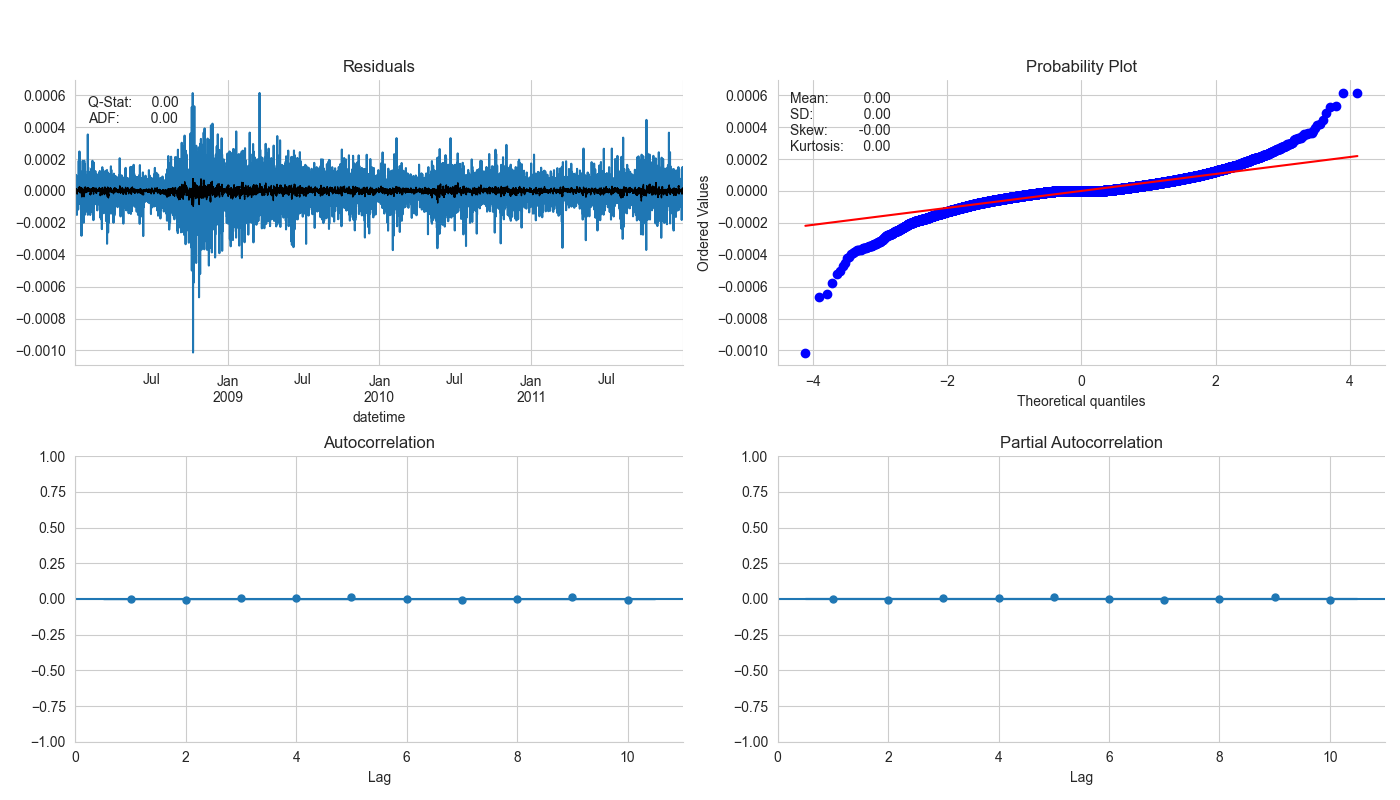 Residuals
Q-Stat: 0.00
ADF: 0.00
0.0006
0.0004
0.0002
0.0000
−0.0002
−0.0004
−0.0006
−0.0008
−0.0010
Jul Jan Jul Jan Jul Jan Jul
2009 2010 2011
datetime
Probability Plot
Mean: 0.00
SD: 0.00
Skew: -0.00
Kurtosis: 0.00
Ordered Values
0.0006
0.0004
0.0002
0.0000
−0.0002
−0.0004
−0.0006
−0.0008
−0.0010
−4 −2 0 2 4
Theoretical quantiles
Autocorrelation
1.00
0.75
0.50
0.25
0.00
−0.25
−0.50
−0.75
−1.00
0 2 4 6 8 10
Lag
Partial Autocorrelation
1.00
0.75
0.50
0.25
0.00
−0.25
−0.50
−0.75
−1.00
0 2 4 6 8 10
Lag